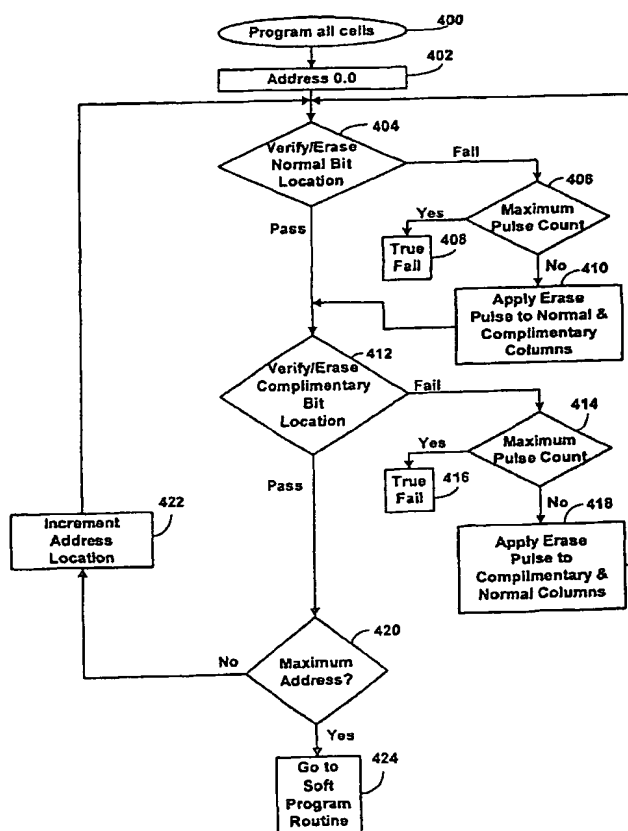 Program all cells
400
402
Address 0.0
404
Verify/Erase
Normal Bit
Location
Fail
406
Maximum
Pulse Count
Yes
408
True
Fail
Pass
No
410
Apply Erase
Pulse to Normal &
Complimentary
Columns
412
Verify/Erase
Complimentary
Bit
Location
Fail
414
Maximum
Pulse Count
Yes
True
Fail
416
Pass
No
418
Apply Erase
Pulse to
Complimentary &
Normal Columns
422
Increment
Address
Location
420
No
Maximum
Address?
Yes
Go to
Soft
Program
Routine
424